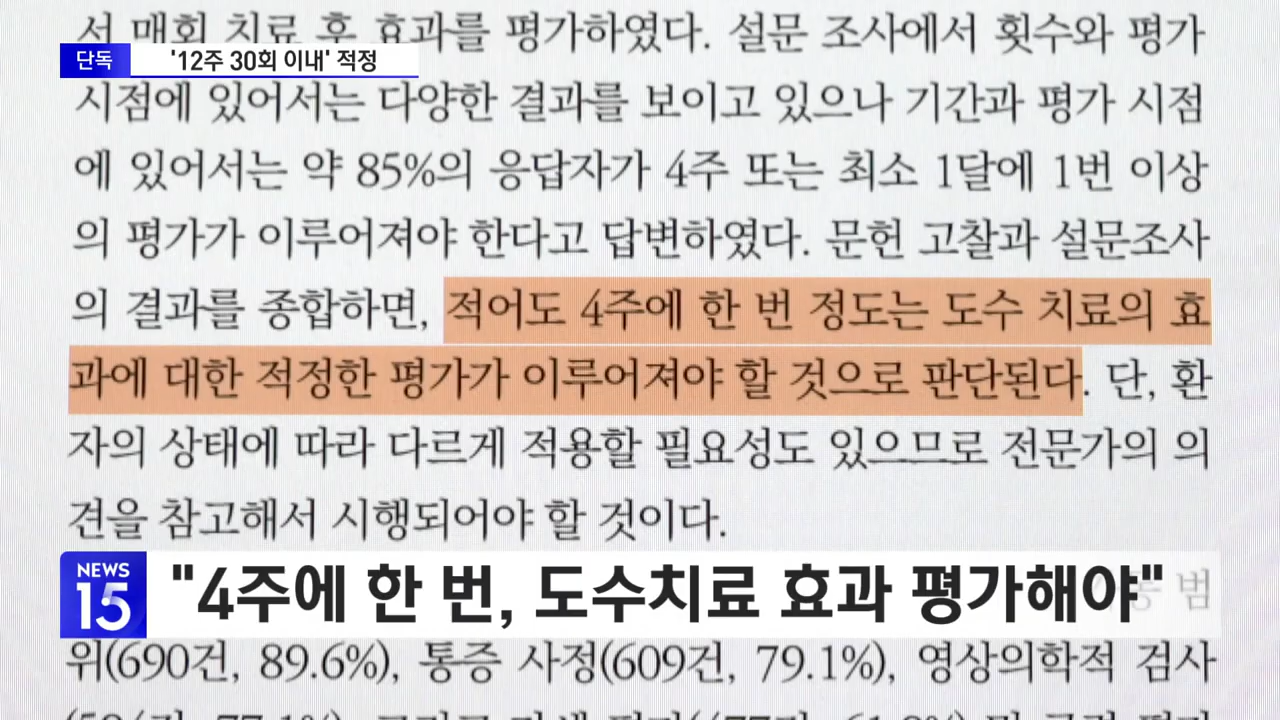 서 매회 치료 후 효과를 평가하였다. 설문 조사에서 횟수와 평가
단독 '12주 30회 이내' 적정
시점에 있어서는 다양한 결과를 보이고 있으나 기간과 평가 시점
에 있어서는 약 85%의 응답자가 4주 또는 최소 1달에 1번 이상
의 평가가 이루어져야 한다고 답변하였다. 문헌 고찰과 설문조사
의 결과를 종합하면, 적어도 4주에 한 번 정도는 도수 치료의 효
과에 대한 적정한 평가가 이루어져야 할 것으로 판단된다. 단, 환
자의 상태에 따라 다르게 적용할 필요성도 있으므로 전문가의 의
견을 참고해서 시행되어야 할 것이다.
NEWS
15
"4주에 한 번, 도수치료 효과 평가해야"
범
위(690건, 89.6%), 통증 사정(609건, 79.1%), 영상의학적 검사